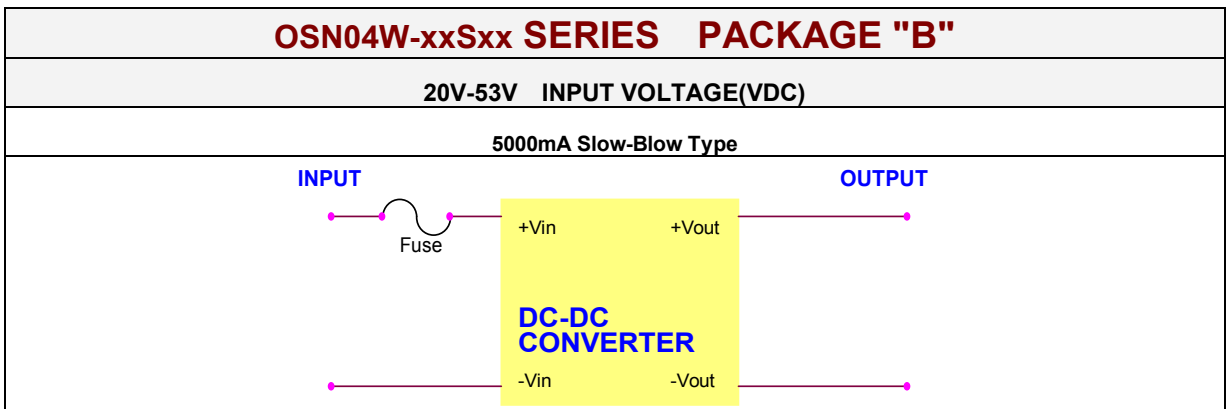 OSN04W-xxSxx SERIES PACKAGE "B"
20V-53V INPUT VOLTAGE(VDC)
5000mA Slow-Blow Type
INPUT OUTPUT
+Vin +Vout
Fuse
DC-DC
CONVERTER
-Vin -Vout